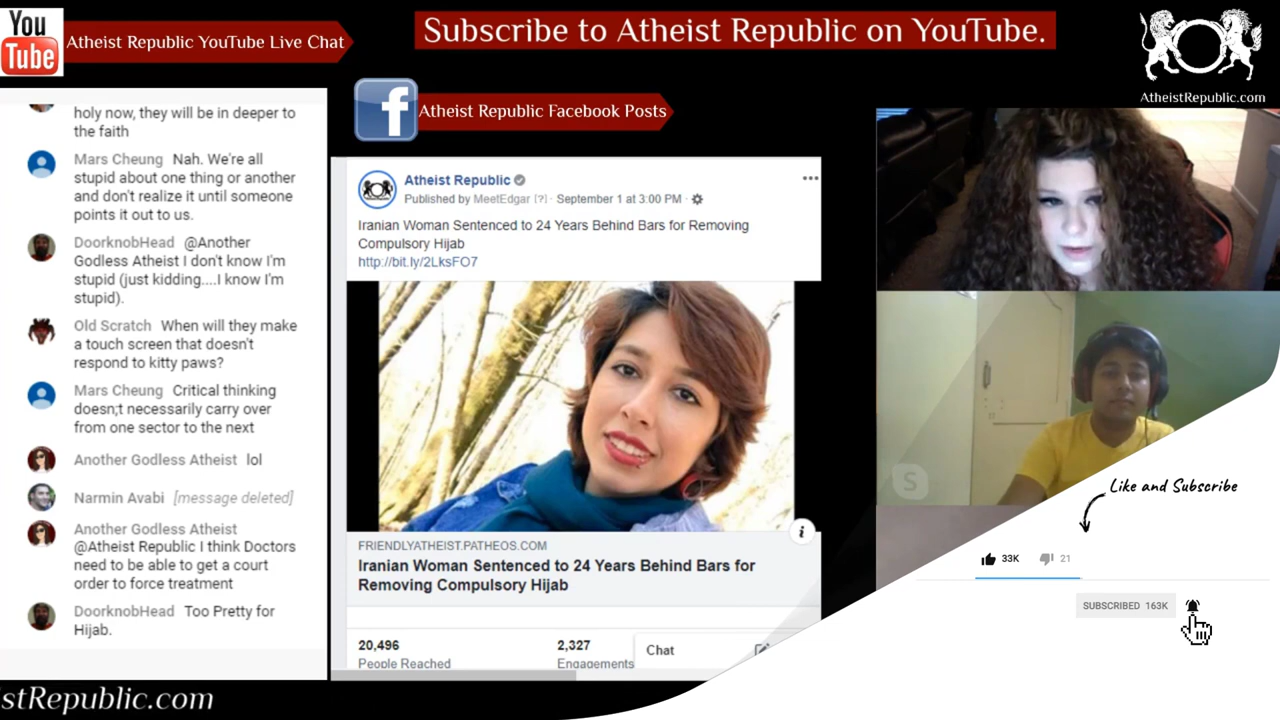 You
Tube
Atheist Republic YouTube Live Chat
Subscribe to Atheist Republic on YouTube.
AtheistRepublic.com
Atheist Republic Facebook Posts
holy now, they will be in deeper to
the faith
Mars Cheung Nah. We're all
stupid about one thing or another
and don't realize it until someone
points it out to us.
DoorknobHead @Another
Godless Atheist I don't know I'm
stupid (just kidding....I know I'm
stupid).
Old Scratch When will they make
a touch screen that doesn't
respond to kitty paws?
Mars Cheung Critical thinking
doesn;t necessarily carry over
from one sector to the next
Another Godless Atheist lol
Narmin Avabi [message deleted]
Another Godless Atheist
@Atheist Republic I think Doctors
need to be able to get a court
order to force treatment
DoorknobHead Too Pretty for
Hijab.
Atheist Republic
Published by MeetEdgar [?] · September 1 at 3:00 PM ·
Iranian Woman Sentenced to 24 Years Behind Bars for Removing
Compulsory Hijab
http://bit.ly/2LksFO7
i
FRIENDLYATHEIST.PATHEOS.COM
Iranian Woman Sentenced to 24 Years Behind Bars for
Removing Compulsory Hijab
20,496 2,327
People Reached Engagements
Chat
S
Like and Subscribe
33K 21
SUBSCRIBED 163K
istRepublic.com